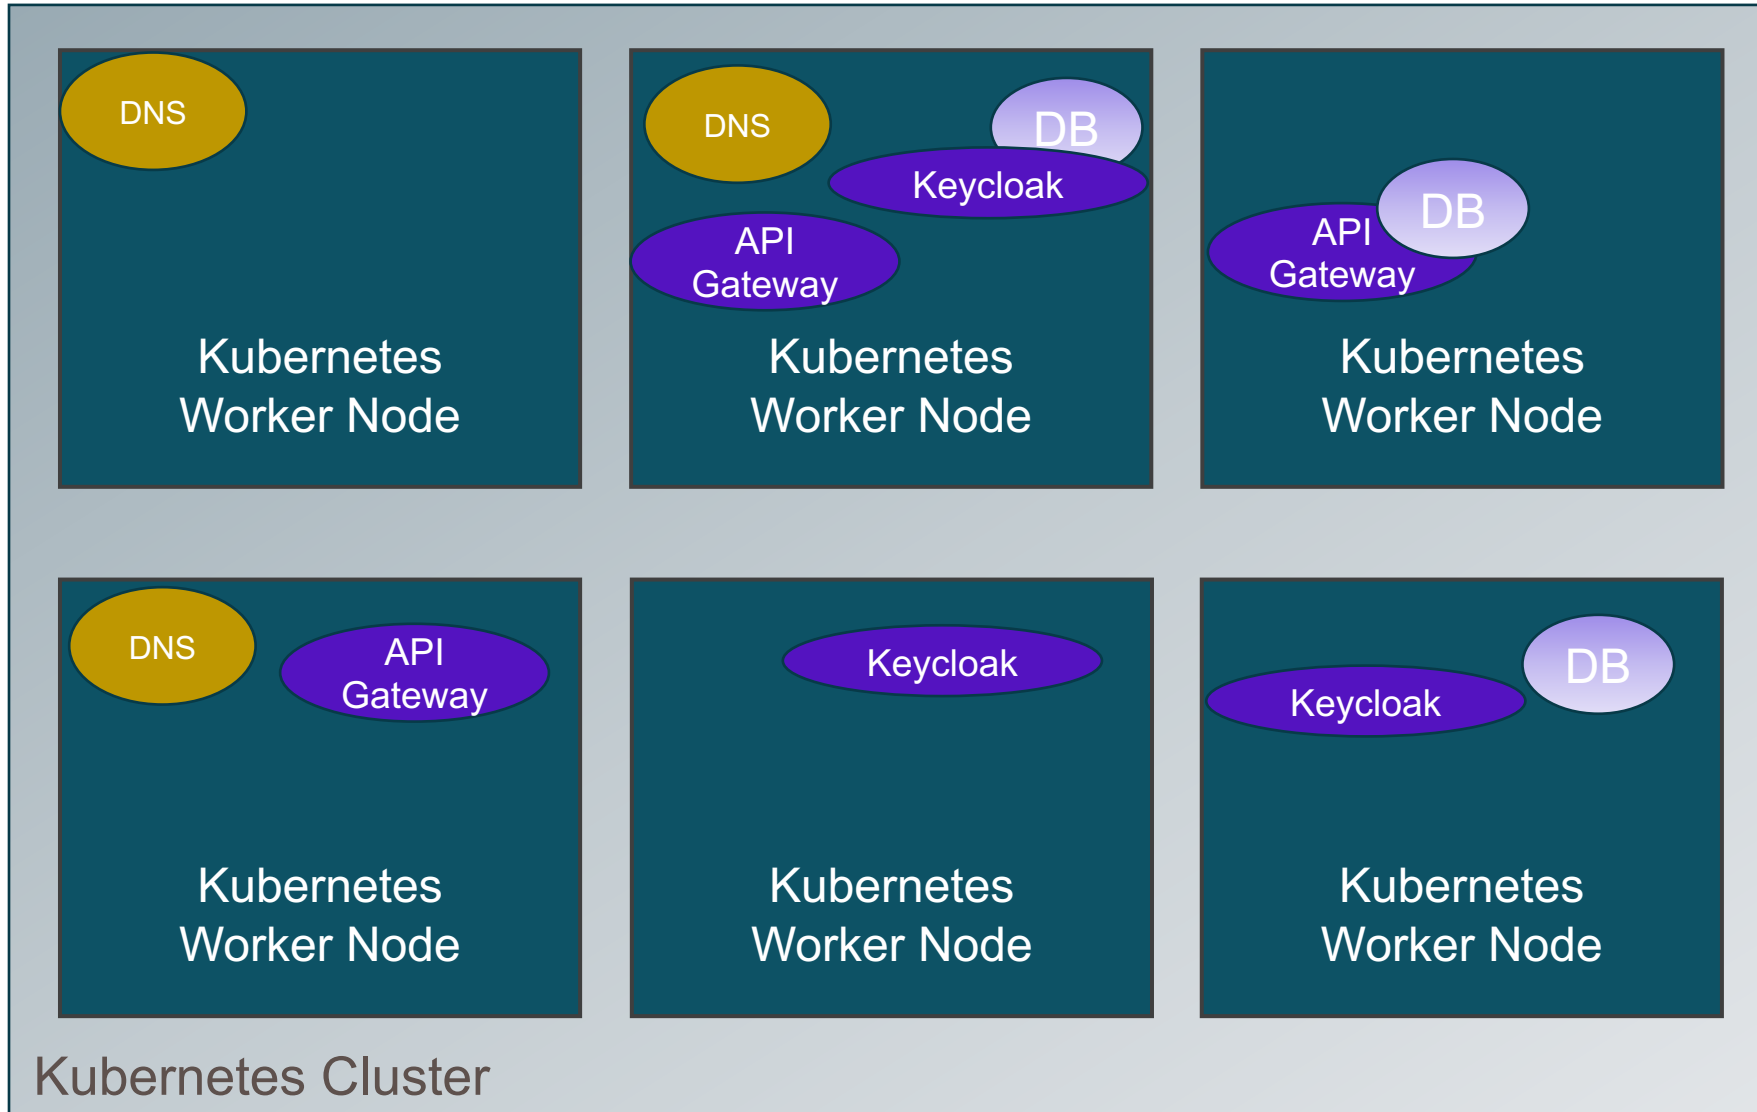 DNS
Kubernetes
Worker Node
DNS
DB
Keycloak
API
Gateway
Kubernetes
Worker Node
DB
API
Gateway
Kubernetes
Worker Node
DNS
API
Gateway
Kubernetes
Worker Node
Keycloak
Kubernetes
Worker Node
DB
Keycloak
Kubernetes
Worker Node
Kubernetes Cluster